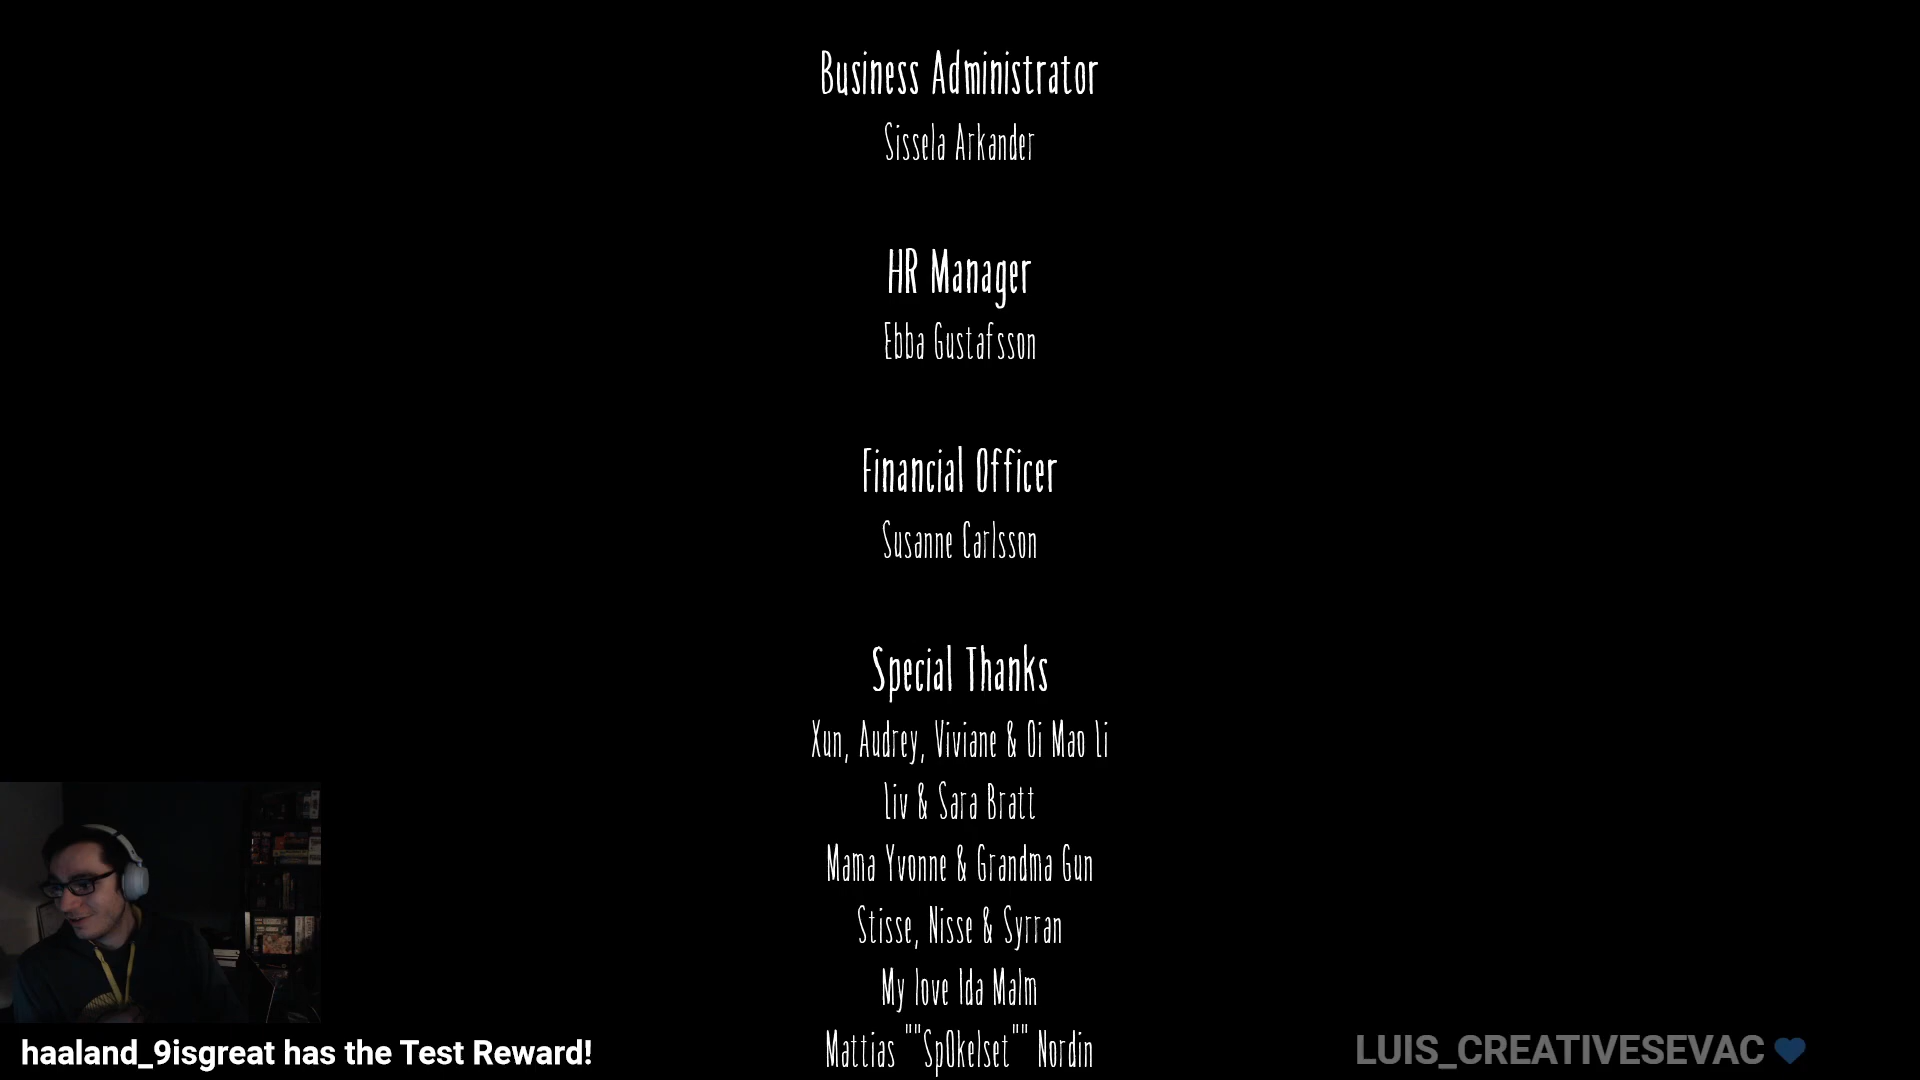 Business Administrator
Sissela Arkander
HR Manager
Ebba Gustafsson
Financial Officer
Susanne Carlsson
Special Thanks
Xun, Audrey, Viviane & Oi Mao Li
Liv & Sara Bratt
Mama Yvonne & Grandma Gun
Stisse, Nisse & Syrran
My love Ida Malm
Mattias ""Sp0kelset"" Nordin
haaland_9isgreat has the Test Reward!
LUIS_CREATIVESEVAC